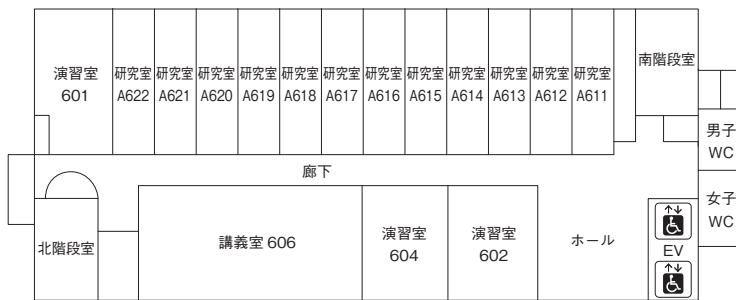 演習室
601
研究室
A622
研究室
A621
研究室
A620
研究室
A619
研究室
A618
研究室
A617
研究室
A616
研究室
A615
研究室
A614
研究室
A613
研究室
A612
研究室
A611
南階段室
男子
WC
廊下
女子
WC
北階段室
講義室 606
演習室
604
演習室
602
ホール
EV